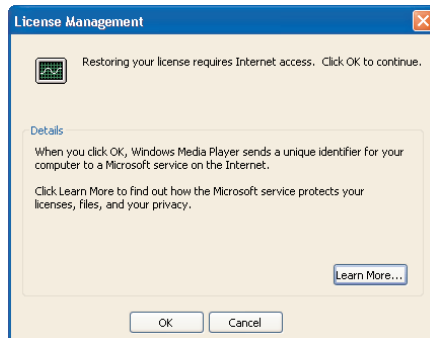 License Management
Restoring your license requires Internet access. Click OK to continue.
Details
When you click OK, Windows Media Player sends a unique identifier for your
computer to a Microsoft service on the Internet.
Click Learn More to find out how the Microsoft service protects your
licenses, files, and your privacy.
Learn More...
OK
Cancel